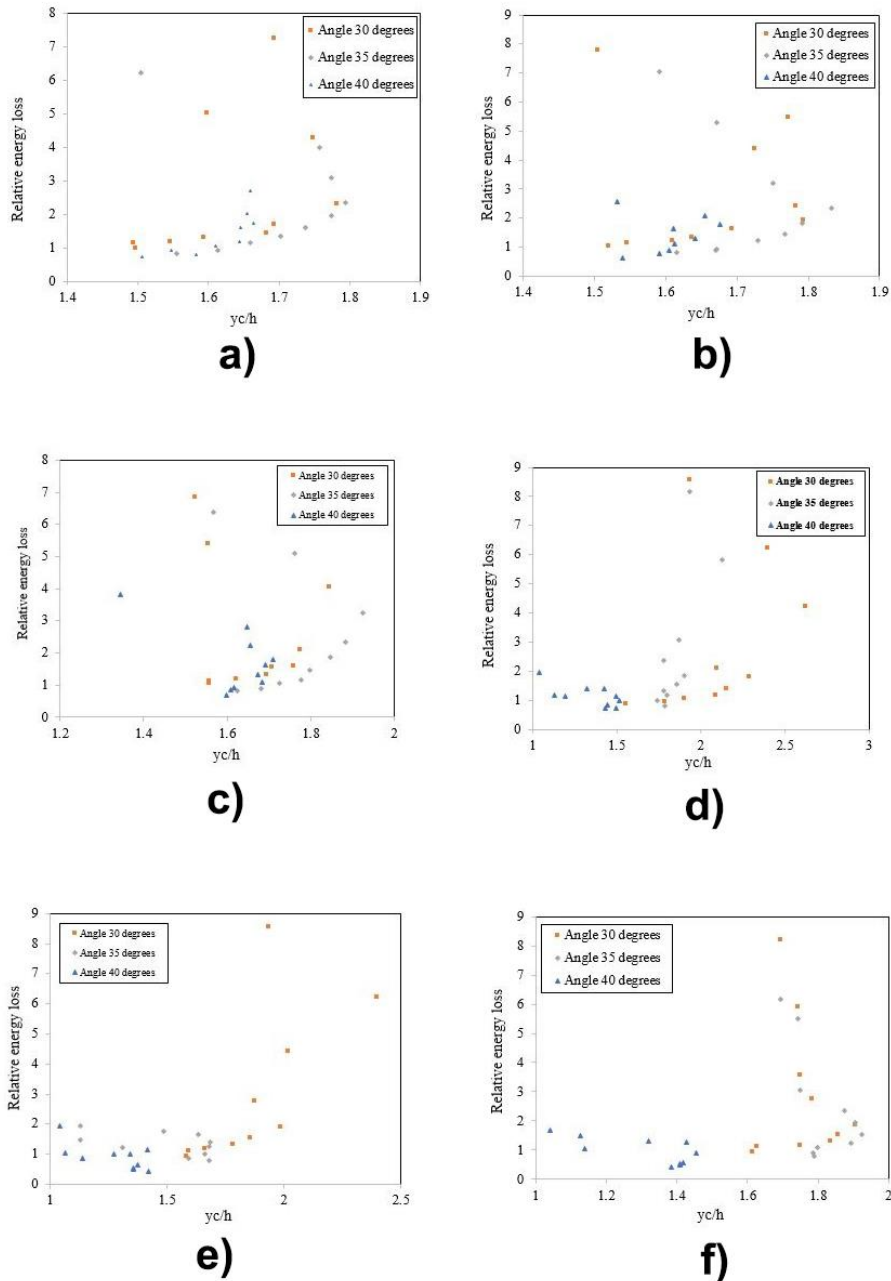 Angle 30 degrees
Angle 35 degrees
Angle 40 degrees
Relative energy loss
8
7
6
5
4
3
2
1
0
1.4 1.5 1.6 1.7 1.8 1.9
yc/h
a)
Angle 30 degrees
Angle 35 degrees
Angle 40 degrees
Relative energy loss
9
8
7
6
5
4
3
2
1
0
1.4 1.5 1.6 1.7 1.8 1.9
yc/h
b)
Angle 30 degrees
Angle 35 degrees
Angle 40 degrees
Relative energy loss
8
7
6
5
4
3
2
1
0
1.2 1.4 1.6 1.8 2
yc/h
c)
Angle 30 degrees
Angle 35 degrees
Angle 40 degrees
Relative energy loss
9
8
7
6
5
4
3
2
1
0
1 1.5 2 2.5 3
yc/h
d)
Angle 30 degrees
Angle 35 degrees
Angle 40 degrees
Relative energy loss
9
8
7
6
5
4
3
2
1
0
1 1.5 2 2.5
yc/h
e)
Angle 30 degrees
Angle 35 degrees
Angle 40 degrees
Relative energy loss
9
8
7
6
5
4
3
2
1
0
1 1.2 1.4 1.6 1.8 2
yc/h
f)